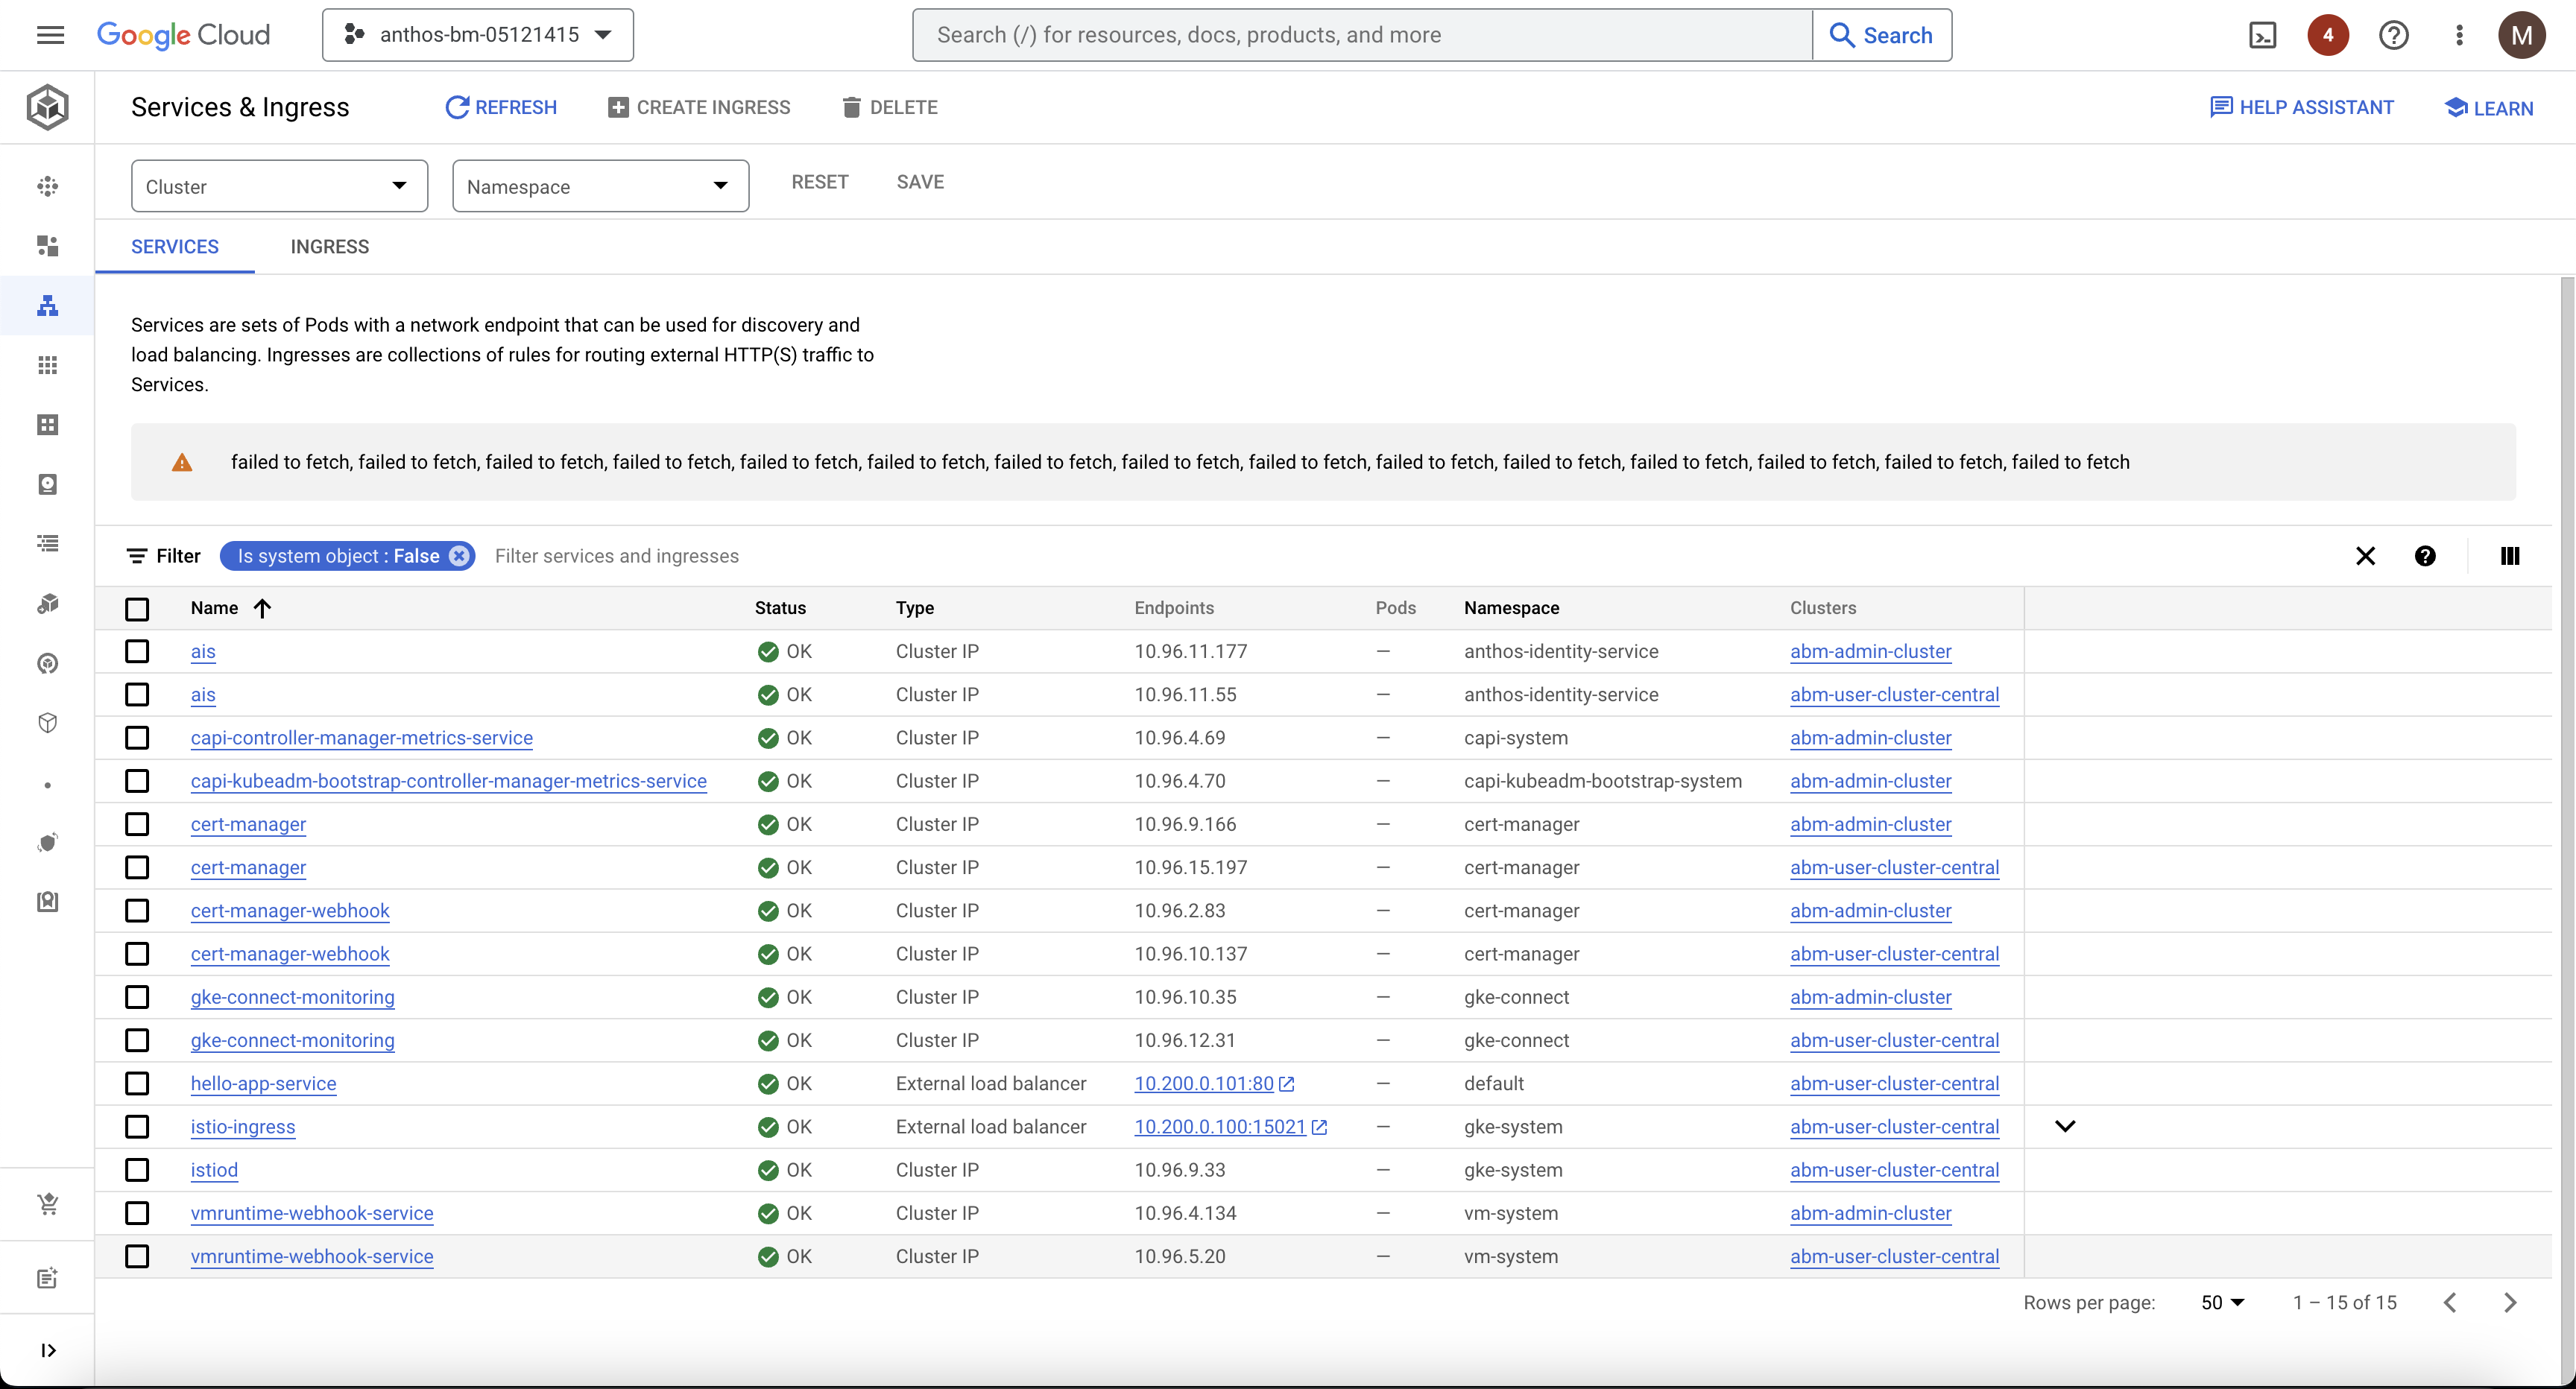 Google Cloud
anthos-bm-05121415
Search (/) for resources, docs, products, and more
Search
4
M
Services & Ingress
REFRESH
CREATE INGRESS
DELETE
HELP ASSISTANT
LEARN
Cluster
Namespace
RESET
SAVE
SERVICES
INGRESS
Services are sets of Pods with a network endpoint that can be used for discovery and
load balancing. Ingresses are collections of rules for routing external HTTP(S) traffic to
Services.
failed to fetch, failed to fetch, failed to fetch, failed to fetch, failed to fetch, failed to fetch, failed to fetch, failed to fetch, failed to fetch, failed to fetch, failed to fetch, failed to fetch, failed to fetch, failed to fetch, failed to fetch
Filter Is system object : False Filter services and ingresses
Name Status Type Endpoints Pods Namespace Clusters
ais OK Cluster IP 10.96.11.177 — anthos-identity-service abm-admin-cluster
ais OK Cluster IP 10.96.11.55 — anthos-identity-service abm-user-cluster-central
capi-controller-manager-metrics-service OK Cluster IP 10.96.4.69 — capi-system abm-admin-cluster
capi-kubeadm-bootstrap-controller-manager-metrics-service OK Cluster IP 10.96.4.70 — capi-kubeadm-bootstrap-system abm-admin-cluster
cert-manager OK Cluster IP 10.96.9.166 — cert-manager abm-admin-cluster
cert-manager OK Cluster IP 10.96.15.197 — cert-manager abm-user-cluster-central
cert-manager-webhook OK Cluster IP 10.96.2.83 — cert-manager abm-admin-cluster
cert-manager-webhook OK Cluster IP 10.96.10.137 — cert-manager abm-user-cluster-central
gke-connect-monitoring OK Cluster IP 10.96.10.35 — gke-connect abm-admin-cluster
gke-connect-monitoring OK Cluster IP 10.96.12.31 — gke-connect abm-user-cluster-central
hello-app-service OK External load balancer 10.200.0.101:80 — default abm-user-cluster-central
istio-ingress OK External load balancer 10.200.0.100:15021 — gke-system abm-user-cluster-central
istiod OK Cluster IP 10.96.9.33 — gke-system abm-user-cluster-central
vmruntime-webhook-service OK Cluster IP 10.96.4.134 — vm-system abm-admin-cluster
vmruntime-webhook-service OK Cluster IP 10.96.5.20 — vm-system abm-user-cluster-central
Rows per page: 50 1 – 15 of 15